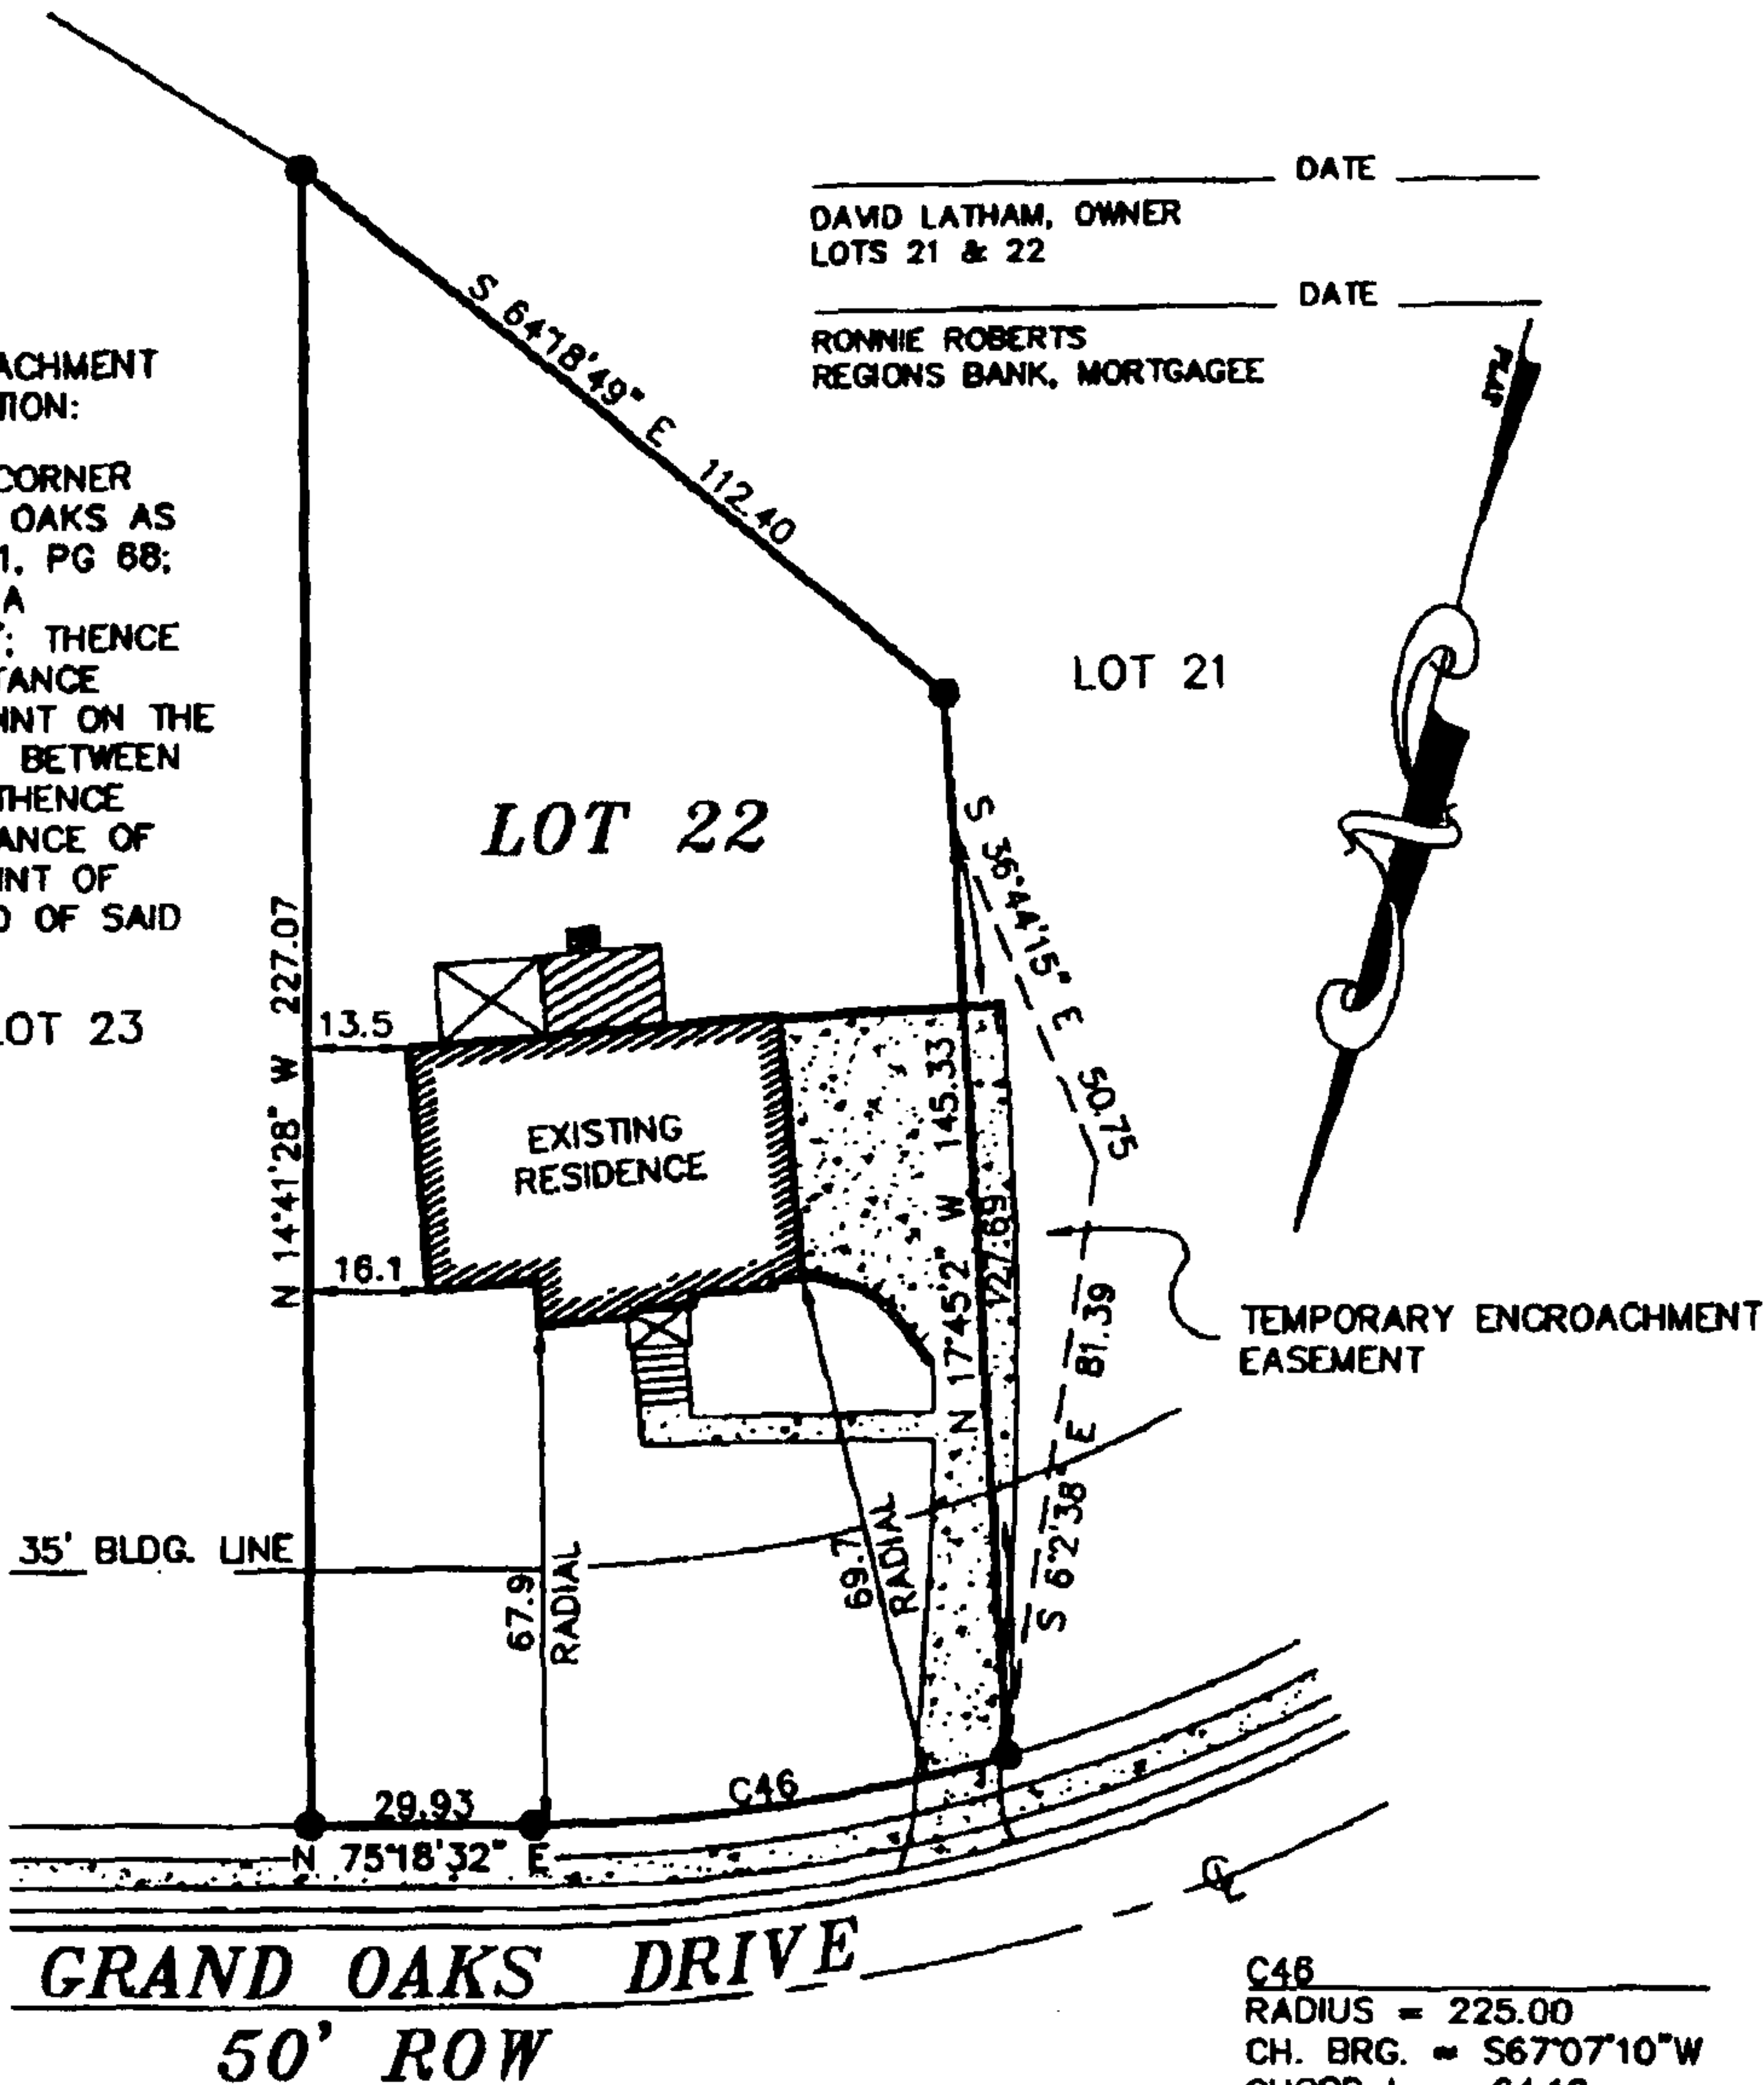 DATE
DAVID LATHAM, OWNER
LOTS 21 & 22
DATE
RONNIE ROBERTS
REGIONS BANK, MORTGAGEE
ACHMENT
TION:
CORNER
OAKS AS
1, PG 68;
A
; THENCE
TANCE
INT ON THE
BETWEEN
THENCE
ANCE OF
INT OF
D OF SAID
S 64°18'49" E 112.40
PLAT
LOT 21
LOT 22
S 36°44'15" E 50.75
N 14°41'28" W 227.07
LOT 23
13.5
EXISTING
RESIDENCE
16.1
N 17°45'2" W 145.33
127.69
TEMPORARY ENCROACHMENT
EASEMENT
S 6°2'38" E 81.39
35' BLDG. LINE
67.9
RADIAL
69.7
RADIAL
29.93
C46
N 75°18'32" E
GRAND OAKS DRIVE
50' ROW
C46
RADIUS = 225.00
CH. BRG. = S67°07'10"W